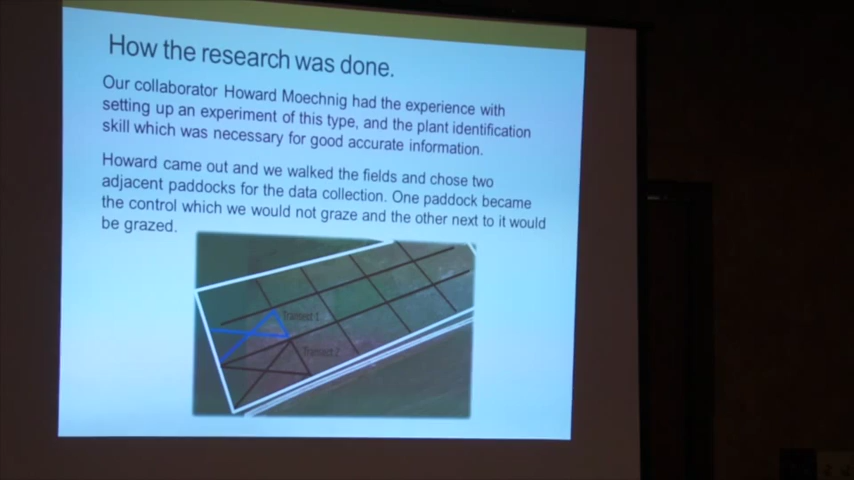 How the research was done.
Our collaborator Howard Moechnig had the experience with
setting up an experiment of this type, and the plant identification
skill which was necessary for good accurate information.
Howard came out and we walked the fields and chose two
adjacent paddocks for the data collection. One paddock became
the control which we would not graze and the other next to it would
be grazed.
Transect 1
Transect 2